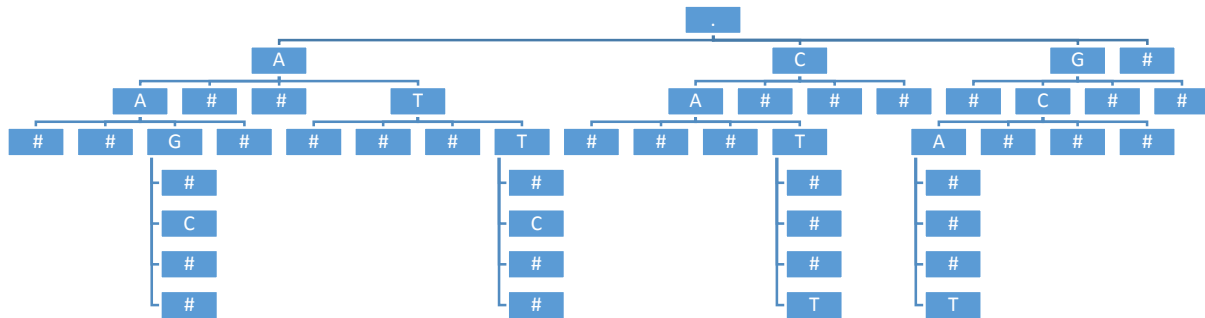 .
A C G #
A # # T A # # # # C # #
# # G # # # # T # # # T A # # #
# # # #
C C # #
# # # #
# # T T